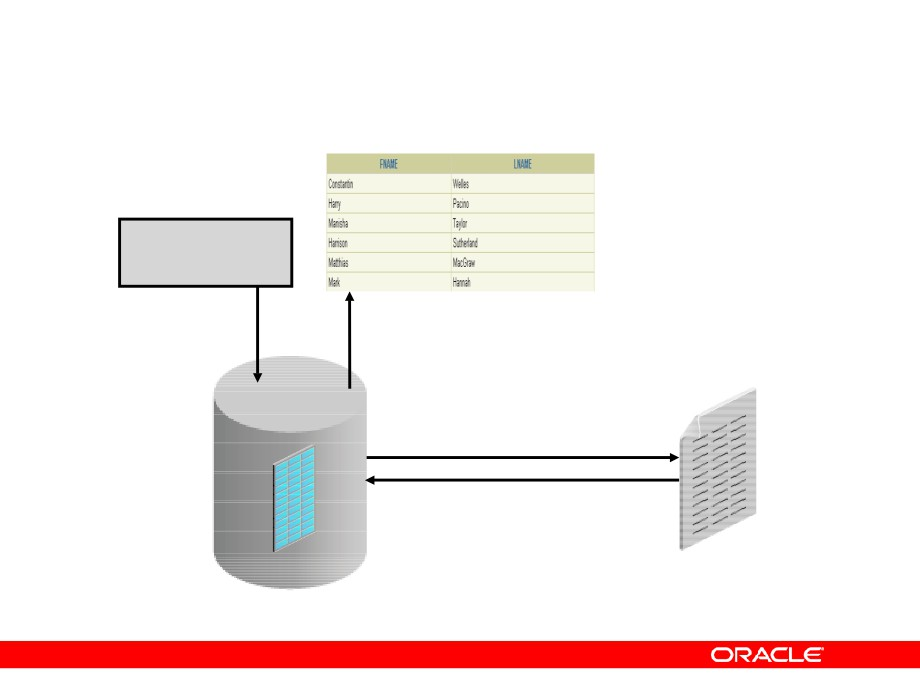 FNAME LNAME
Constantin Welles
Harry Pacino
Manisha Taylor
Harrison Sutherland
Matthias MacGraw
Mark Hannah
ORACLE